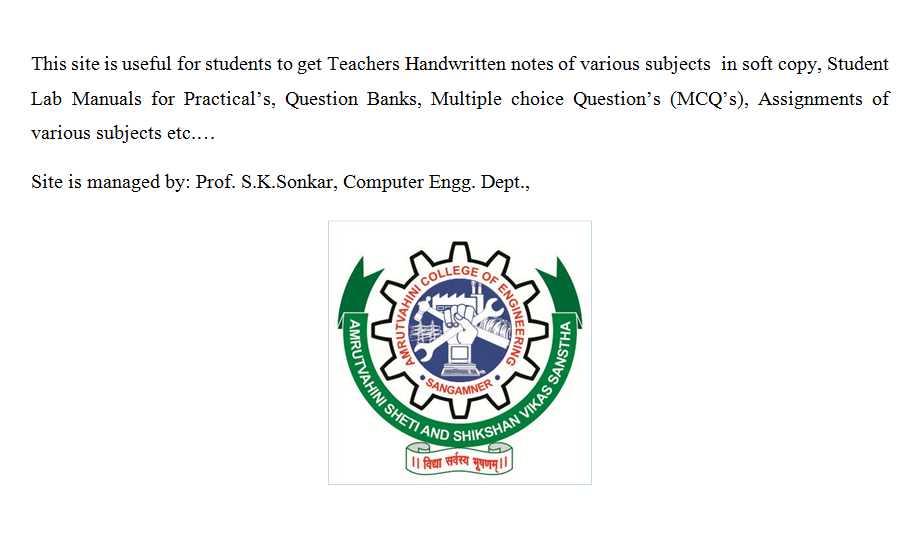 This site is useful for students to get Teachers Handwritten notes of various subjects in soft copy, Student
Lab Manuals for Practical’s, Question Banks, Multiple choice Question’s (MCQ’s), Assignments of
various subjects etc.…
Site is managed by: Prof. S.K.Sonkar, Computer Engg. Dept.,
AMRUTVAHINI COLLEGE OF ENGINEERING
SANGAMNER
AMRUTVAHINI SHETI AND SHIKSHAN VIKAS SANSTHA
॥ विद्या सर्वस्य भूषणम् ॥